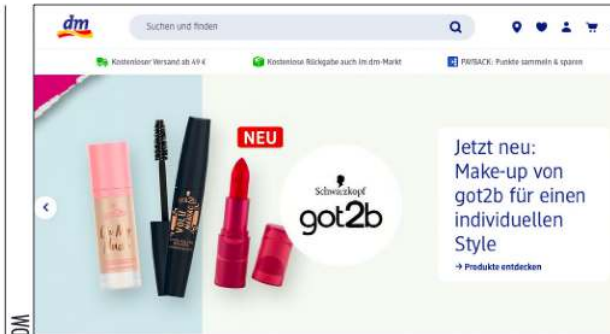 dm
Suchen und finden
Kostenloser Versand ab 49 €
Kostenlose Rückgabe auch im dm-Markt
PAYBACK: Punkte sammeln & sparen
NEU
Schwarzkopf
got2b
Jetzt neu:
Make-up von
got2b für einen
individuellen
Style
→ Produkte entdecken